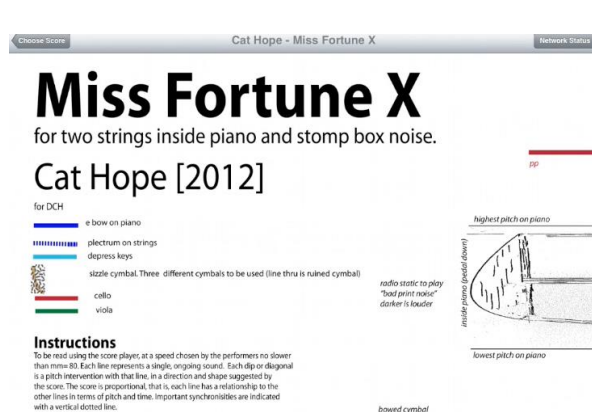 Choose Score
Cat Hope - Miss Fortune X
Network Status
Miss Fortune X
for two strings inside piano and stomp box noise.
Cat Hope [2012]
for DCH
e bow on piano
plectrum on strings
depress keys
sizzle cymbal. Three different cymbals to be used (line thru is ruined cymbal)
cello
viola
Instructions
To be read using the score player, at a speed chosen by the performers no slower
than mm= 80. Each line represents a single, ongoing sound. Each dip or diagonal
is a pitch intervention with that line, in a direction and shape suggested by
the score. The score is proportional, that is, each line has a relationship to the
other lines in terms of pitch and time. Important synchronisities are indicated
with a vertical dotted line.
pp
highest pitch on piano
inside piano (pedal down)
radio static to play
"bad print noise"
darker is louder
lowest pitch on piano
bowed cymbal